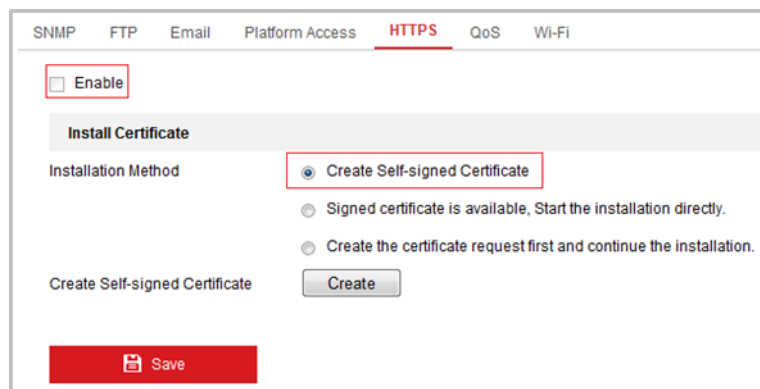 SNMP FTP Email Platform Access HTTPS QoS Wi-Fi
Enable
Install Certificate
Installation Method Create Self-signed Certificate
Signed certificate is available, Start the installation directly.
Create the certificate request first and continue the installation.
Create Self-signed Certificate Create
Save